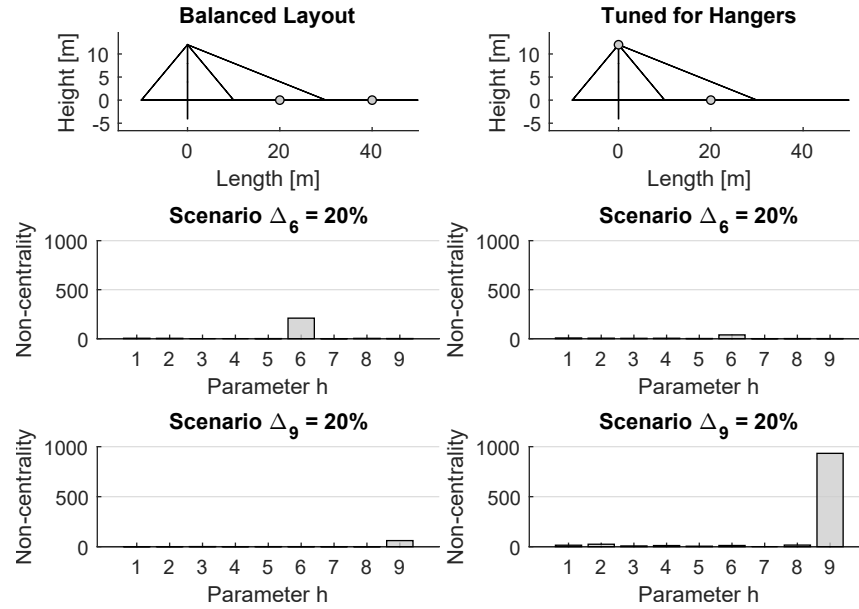 Balanced Layout
Height [m]
10
5
0
-5
0
20
40
Length [m]
Tuned for Hangers
Height [m]
10
5
0
-5
0
20
40
Length [m]
Scenario Δ6 = 20%
Non-centrality
1000
500
0
1 2 3 4 5 6 7 8 9
Parameter h
Scenario Δ6 = 20%
Non-centrality
1000
500
0
1 2 3 4 5 6 7 8 9
Parameter h
Scenario Δ9 = 20%
Non-centrality
1000
500
0
1 2 3 4 5 6 7 8 9
Parameter h
Scenario Δ9 = 20%
Non-centrality
1000
500
0
1 2 3 4 5 6 7 8 9
Parameter h